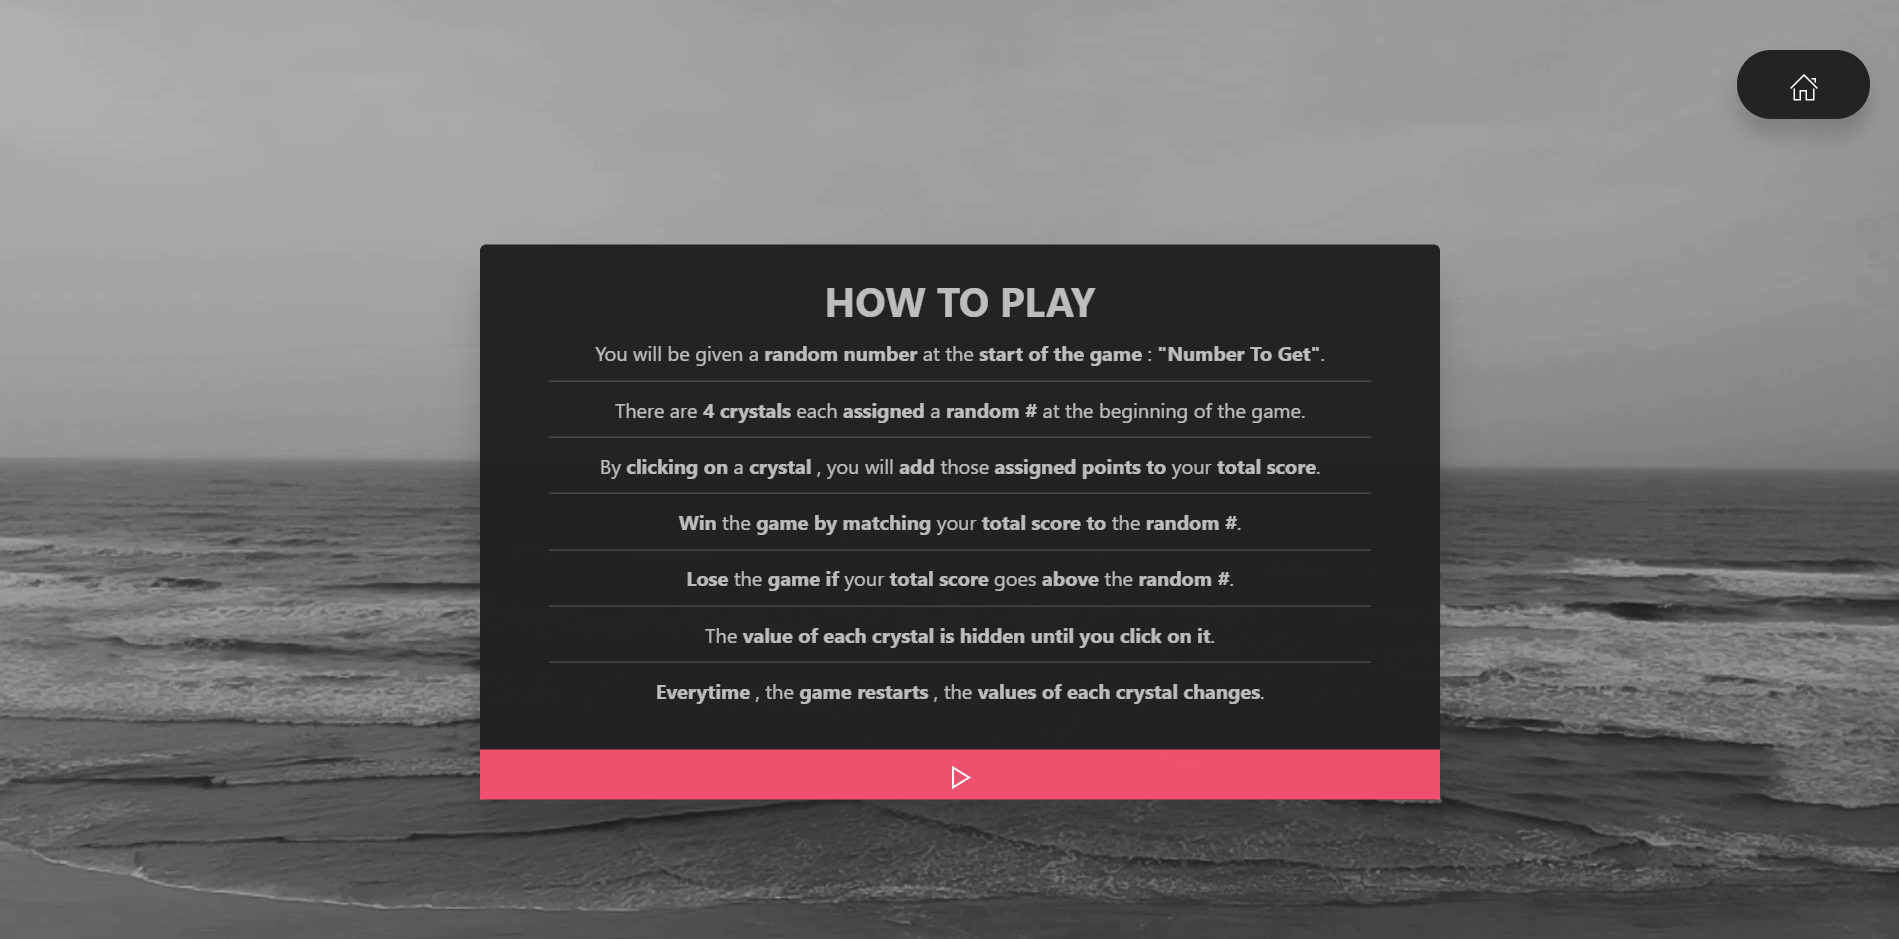 HOW TO PLAY
You will be given a random number at the start of the game : "Number To Get".
There are 4 crystals each assigned a random # at the beginning of the game.
By clicking on a crystal , you will add those assigned points to your total score.
Win the game by matching your total score to the random #.
Lose the game if your total score goes above the random #.
The value of each crystal is hidden until you click on it.
Everytime , the game restarts , the values of each crystal changes.